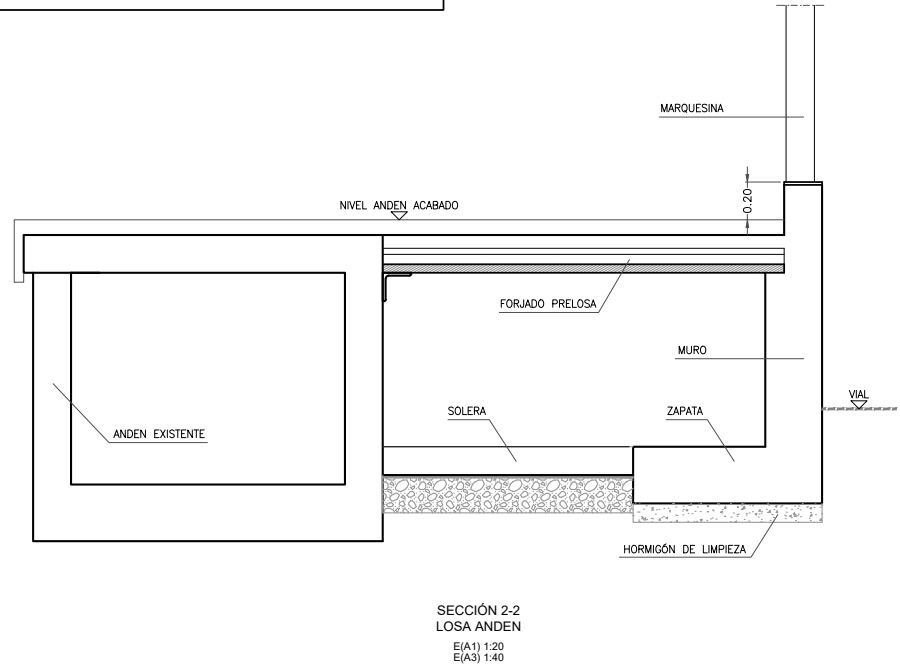 MARQUESINA
0.20
NIVEL ANDEN ACABADO
FORJADO PRELOSA
MURO
VIAL
SOLERA
ZAPATA
ANDEN EXISTENTE
HORMIGÓN DE LIMPIEZA
SECCIÓN 2-2
LOSA ANDEN
E(A1) 1:20
E(A3) 1:40